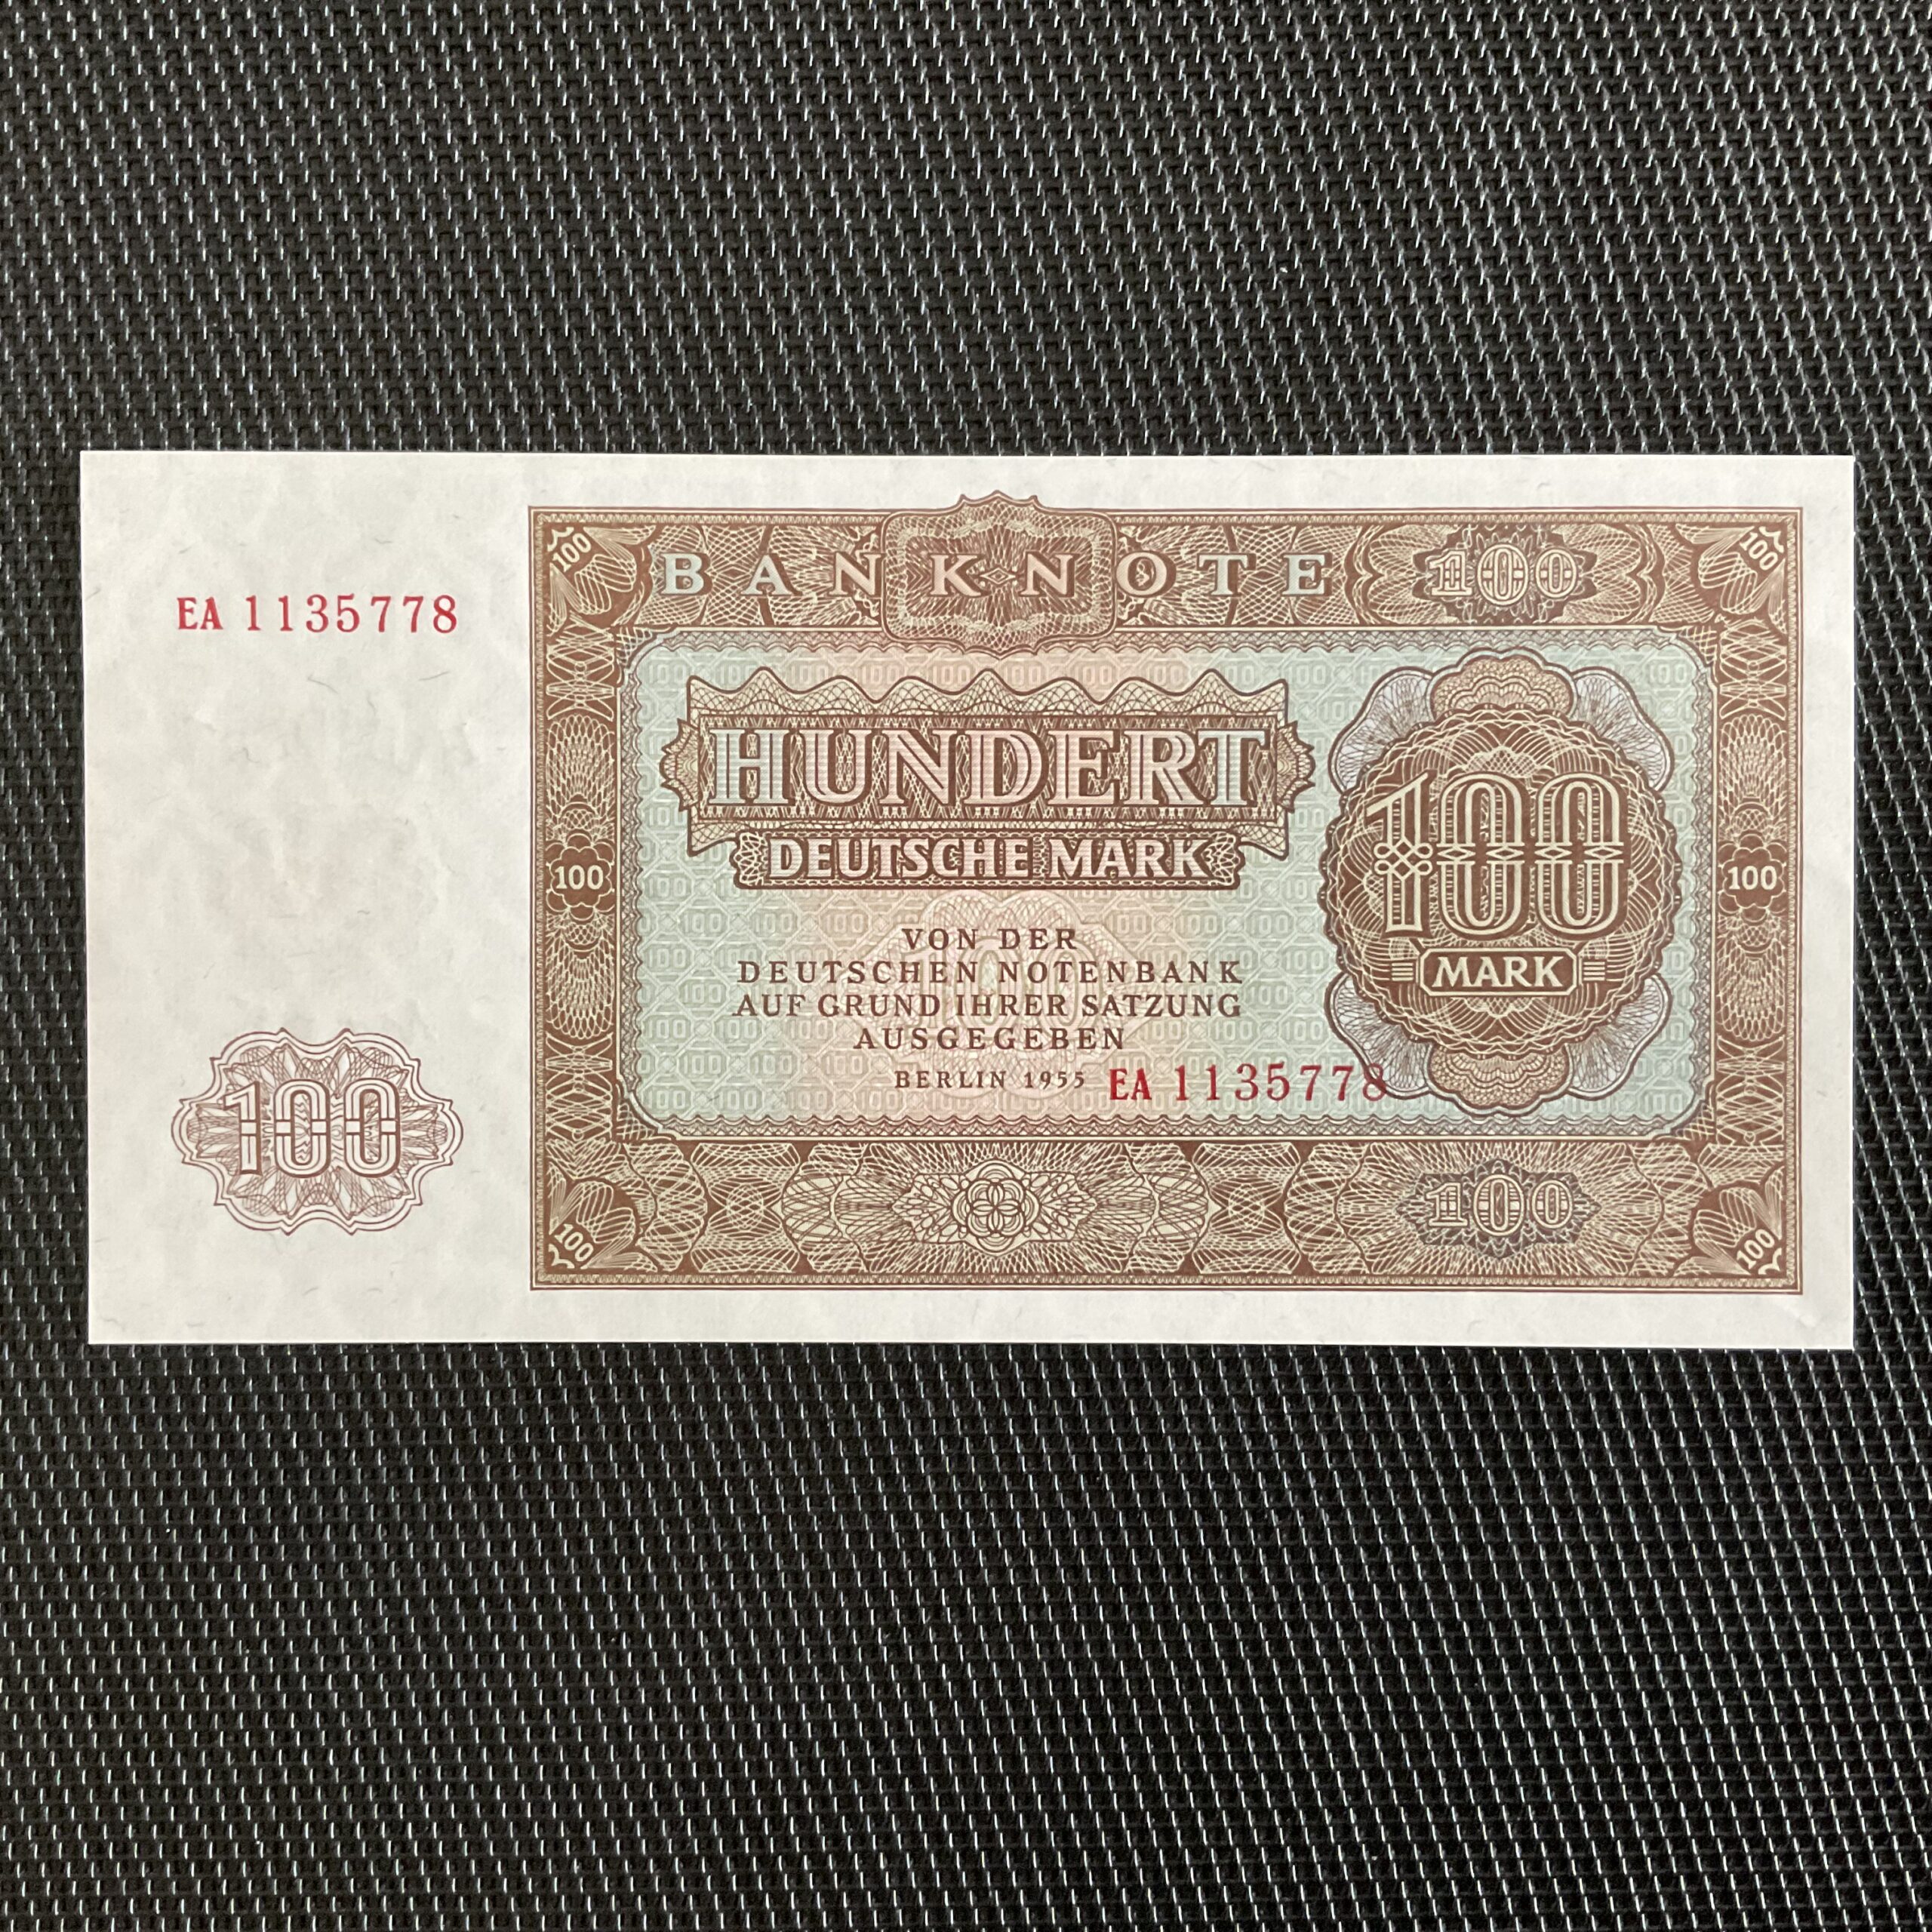 100
BANKNOTE
100
100
EA 1135778
HUNDERT
DEUTSCHE MARK
100
MARK
100
100
VON DER
DEUTSCHEN NOTENBANK
AUF GRUND IHRER SATZUNG
AUSGEGEBEN
BERLIN 1955
EA 1135778
100
100
100
100